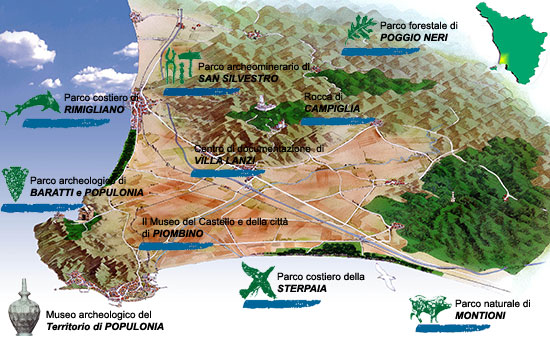 Parco forestale di
POGGIO NERI
Parco archeominerario di
SAN SILVESTRO
Parco costiero di
RIMIGLIANO
Rocca di
CAMPIGLIA
Centro di documentazione di
VILLA LANZI
Parco archeologico di
BARATTI e POPULONIA
Il Museo del Castello e della città
di PIOMBINO
Parco costiero della
STERPAIA
Parco naturale di
MONTIONI
Museo archeologico del
Territorio di POPULONIA